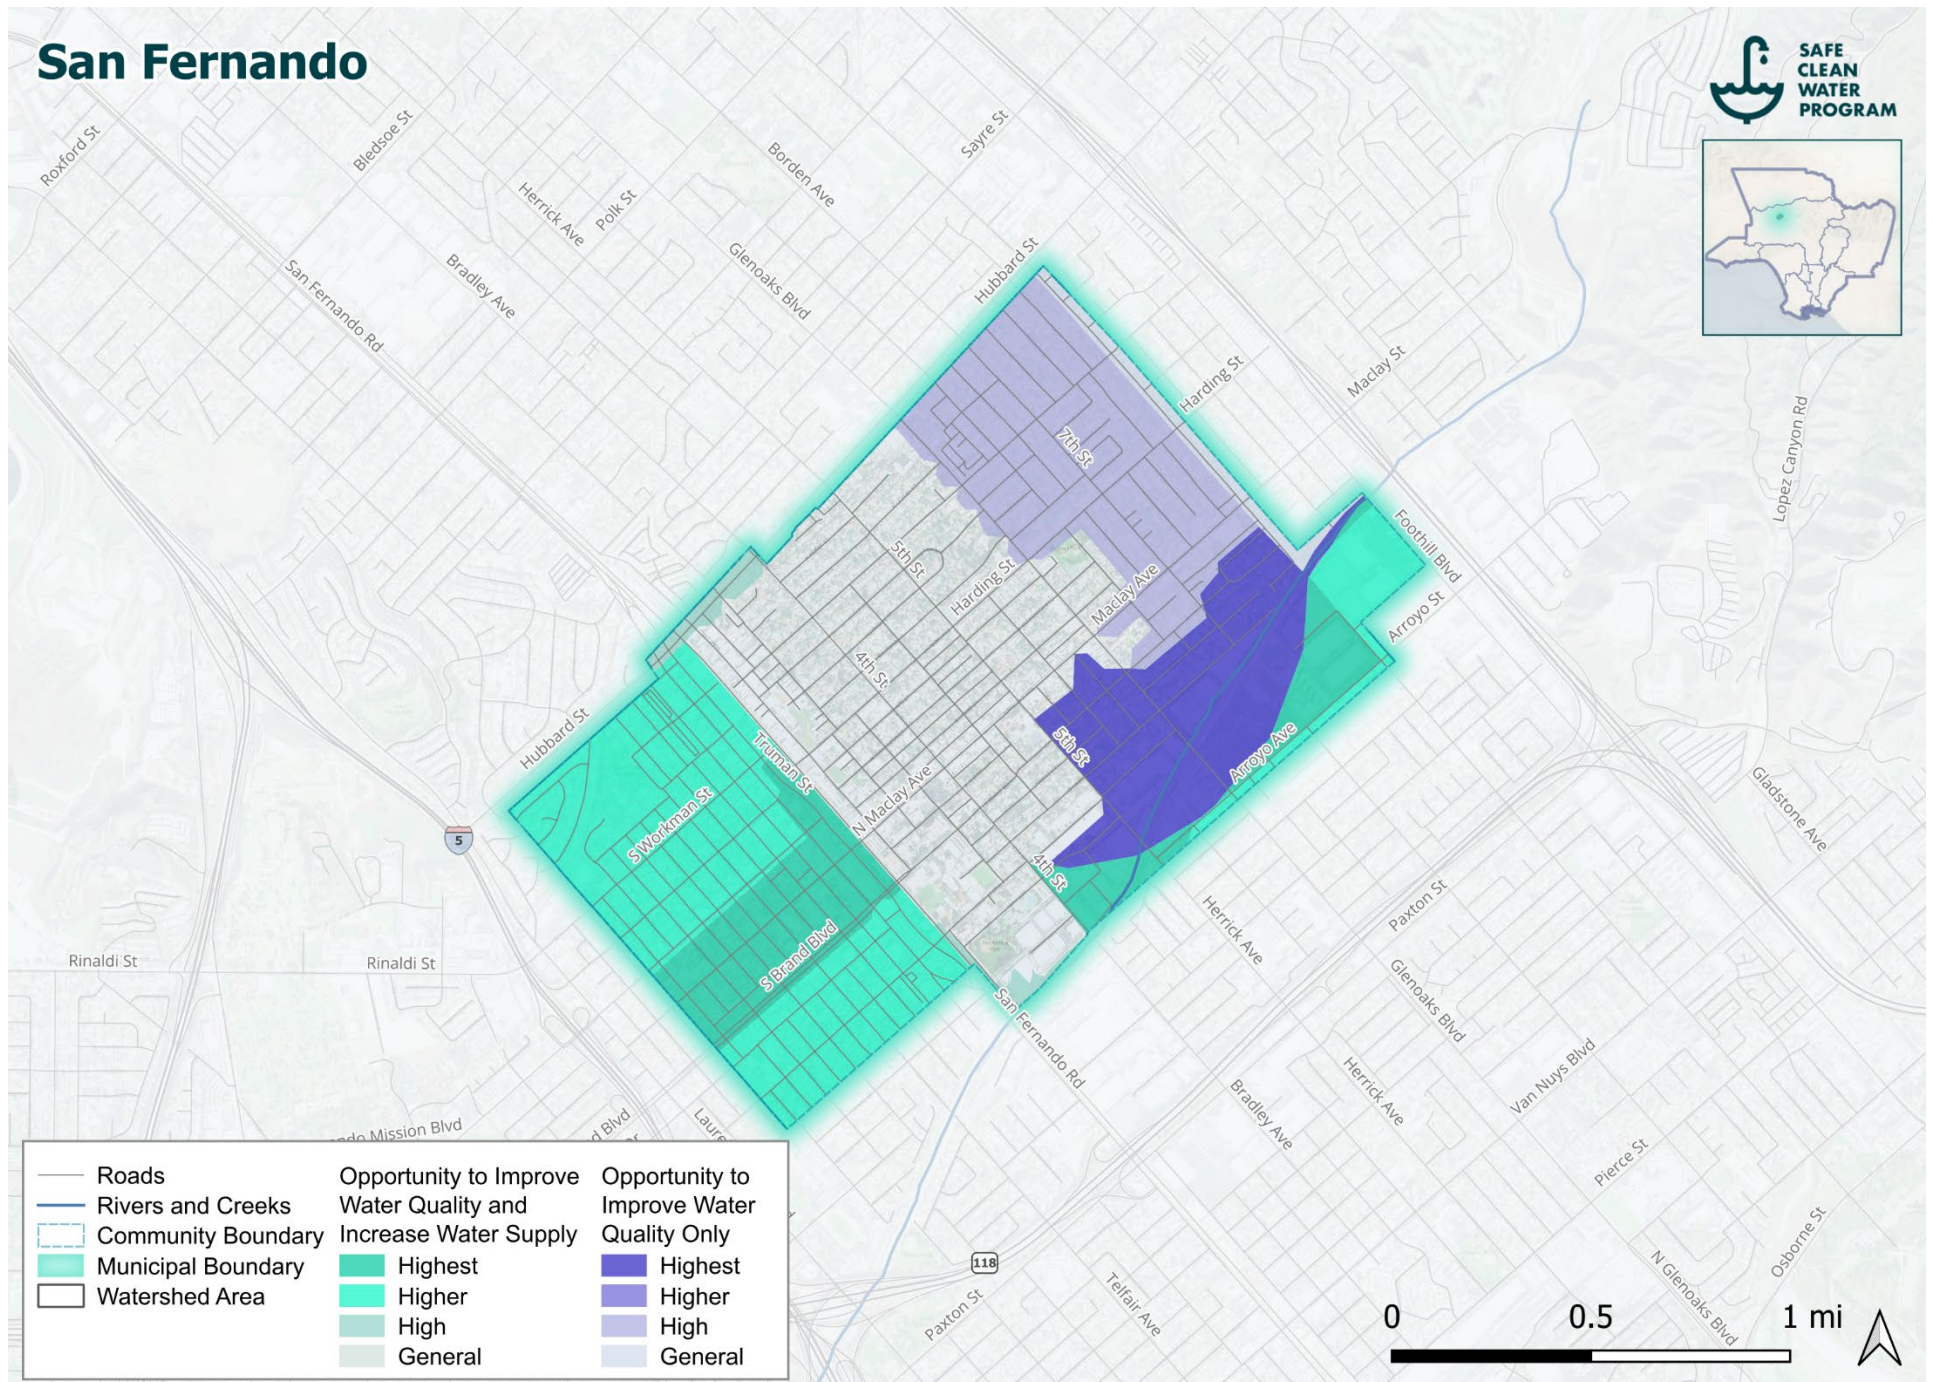 San Fernando
SAFE
CLEAN
WATER
PROGRAM
Roxford St
Bledsoe St
Sayre St
Borden Ave
Herrick Ave
Polk St
Glenoaks Blvd
Hubbard St
Bradley Ave
San Fernando Rd
Harding St
Maclay St
Lopez Canyon Rd
7th St
Foothill Blvd
5th St
Harding St
Maclay Ave
Arroyo St
4th St
Hubbard St
Truman St
5th St
Arroyo Ave
N Maclay Ave
S Workman St
5
Gladstone Ave
4th St
Herrick Ave
Paxton St
S Brand Blvd
Rinaldi St
Rinaldi St
Glenoaks Blvd
San Fernando Rd
Van Nuys Blvd
Herrick Ave
Bradley Ave
Mission Blvd
d Blvd
Laure
Pierce St
Osborne St
N Glenoaks Blvd
118
Telfair Ave
Paxton St
Roads
Rivers and Creeks
Community Boundary
Municipal Boundary
Watershed Area
Opportunity to Improve
Water Quality and
Increase Water Supply
Highest
Higher
High
General
Opportunity to
Improve Water
Quality Only
Highest
Higher
High
General
0 0.5 1 mi